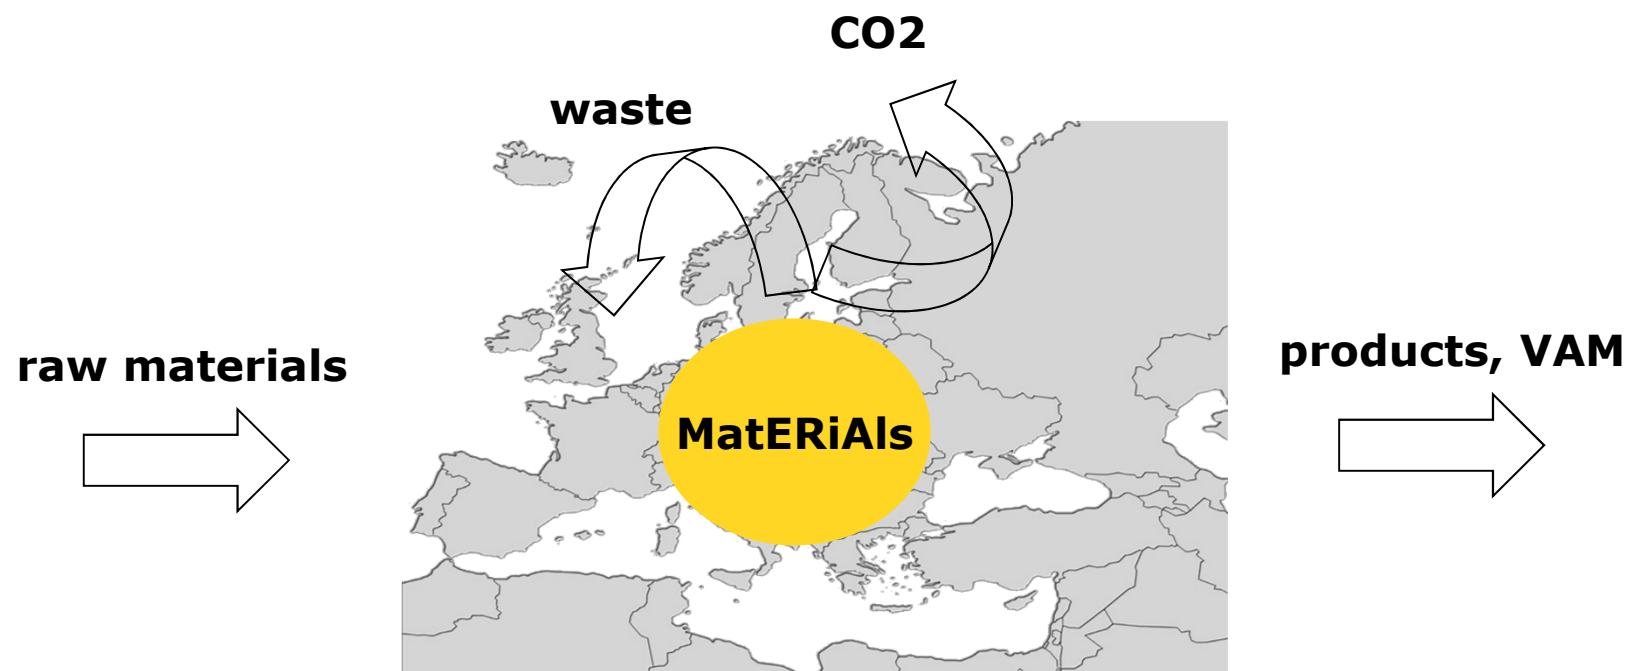 CO2
waste
raw materials
products, VAM
MatERiAls